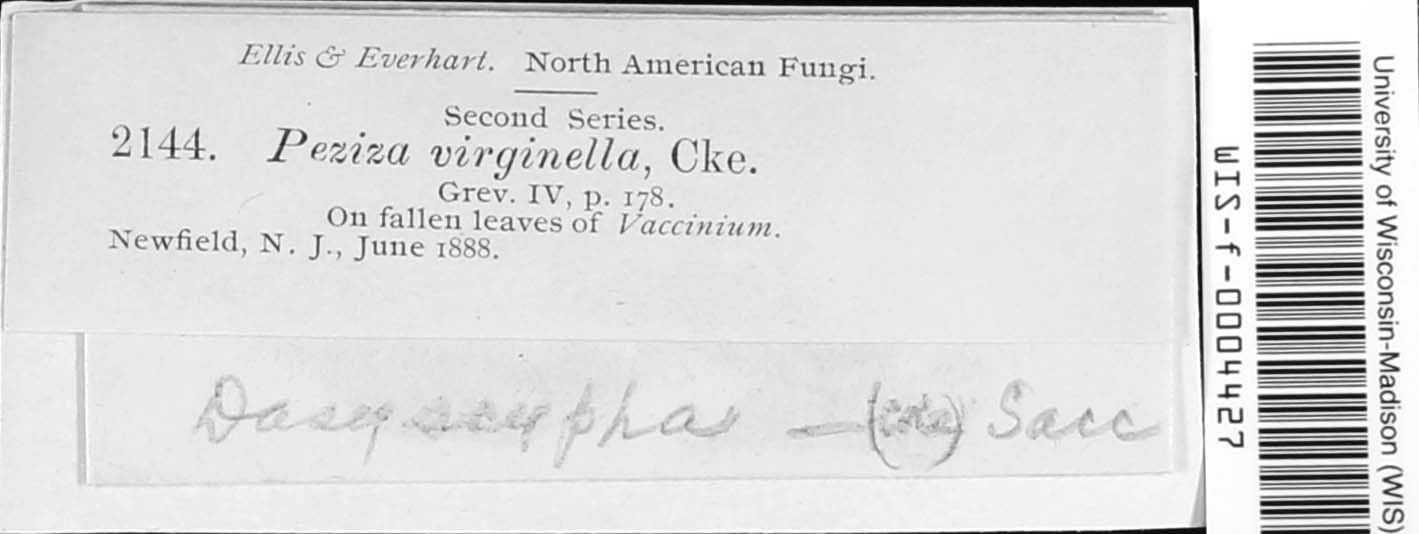 Ellis & Everhart. North American Fungi.
Second Series.
2144. Peziza virginella, Cke.
Grev. IV, p. 178.
On fallen leaves of Vaccinium.
Newfield, N. J., June 1888.
Dasyscypha — (Cke) Sacc
WIS-f-0004427
University of Wisconsin-Madison (WIS)